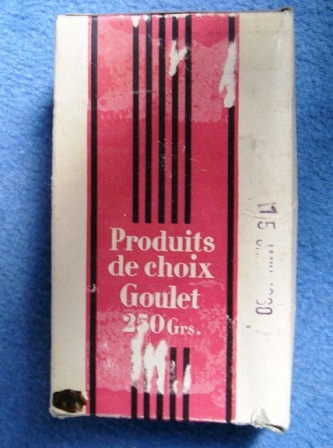 Produits
de choix
Goulet
250 Grs.